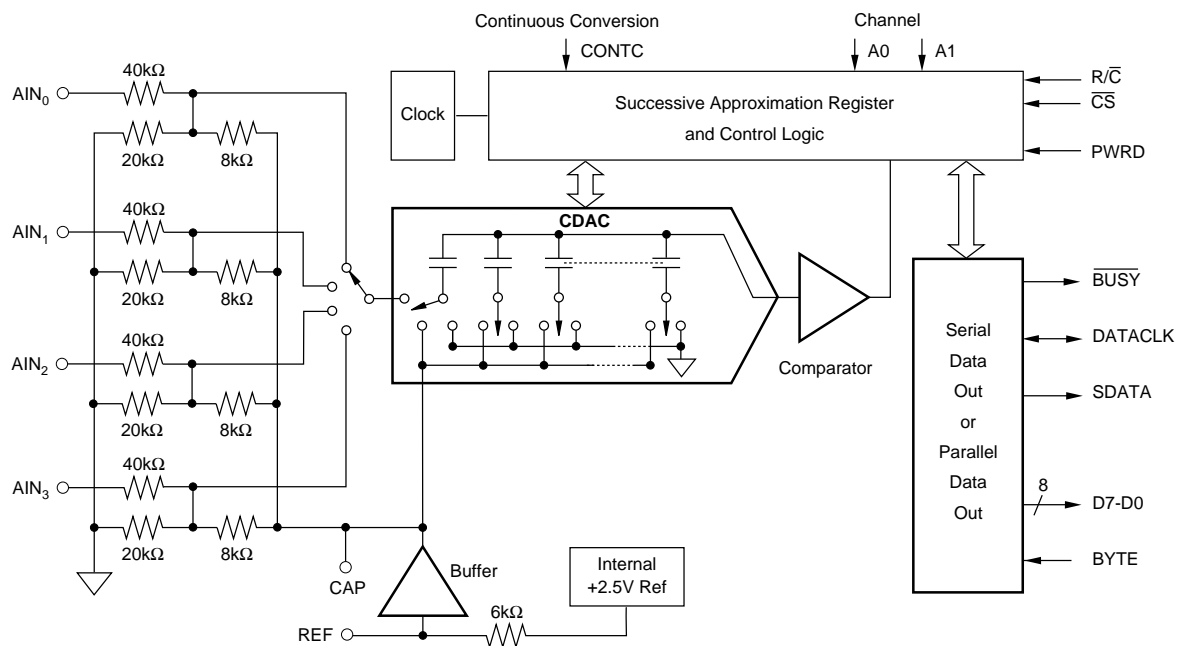 Continuous Conversion
Channel
CONTC
A0
A1
40kΩ
AIN0
20kΩ
8kΩ
Clock
Successive Approximation Register
and Control Logic
R/C̅
C̅S̅
PWRD
40kΩ
AIN1
20kΩ
8kΩ
CDAC
40kΩ
AIN2
20kΩ
8kΩ
Comparator
Serial
Data
Out
or
Parallel
Data
Out
B̅U̅S̅Y̅
DATACLK
SDATA
8
D7-D0
BYTE
40kΩ
AIN3
20kΩ
8kΩ
CAP
Buffer
Internal
+2.5V Ref
6kΩ
REF